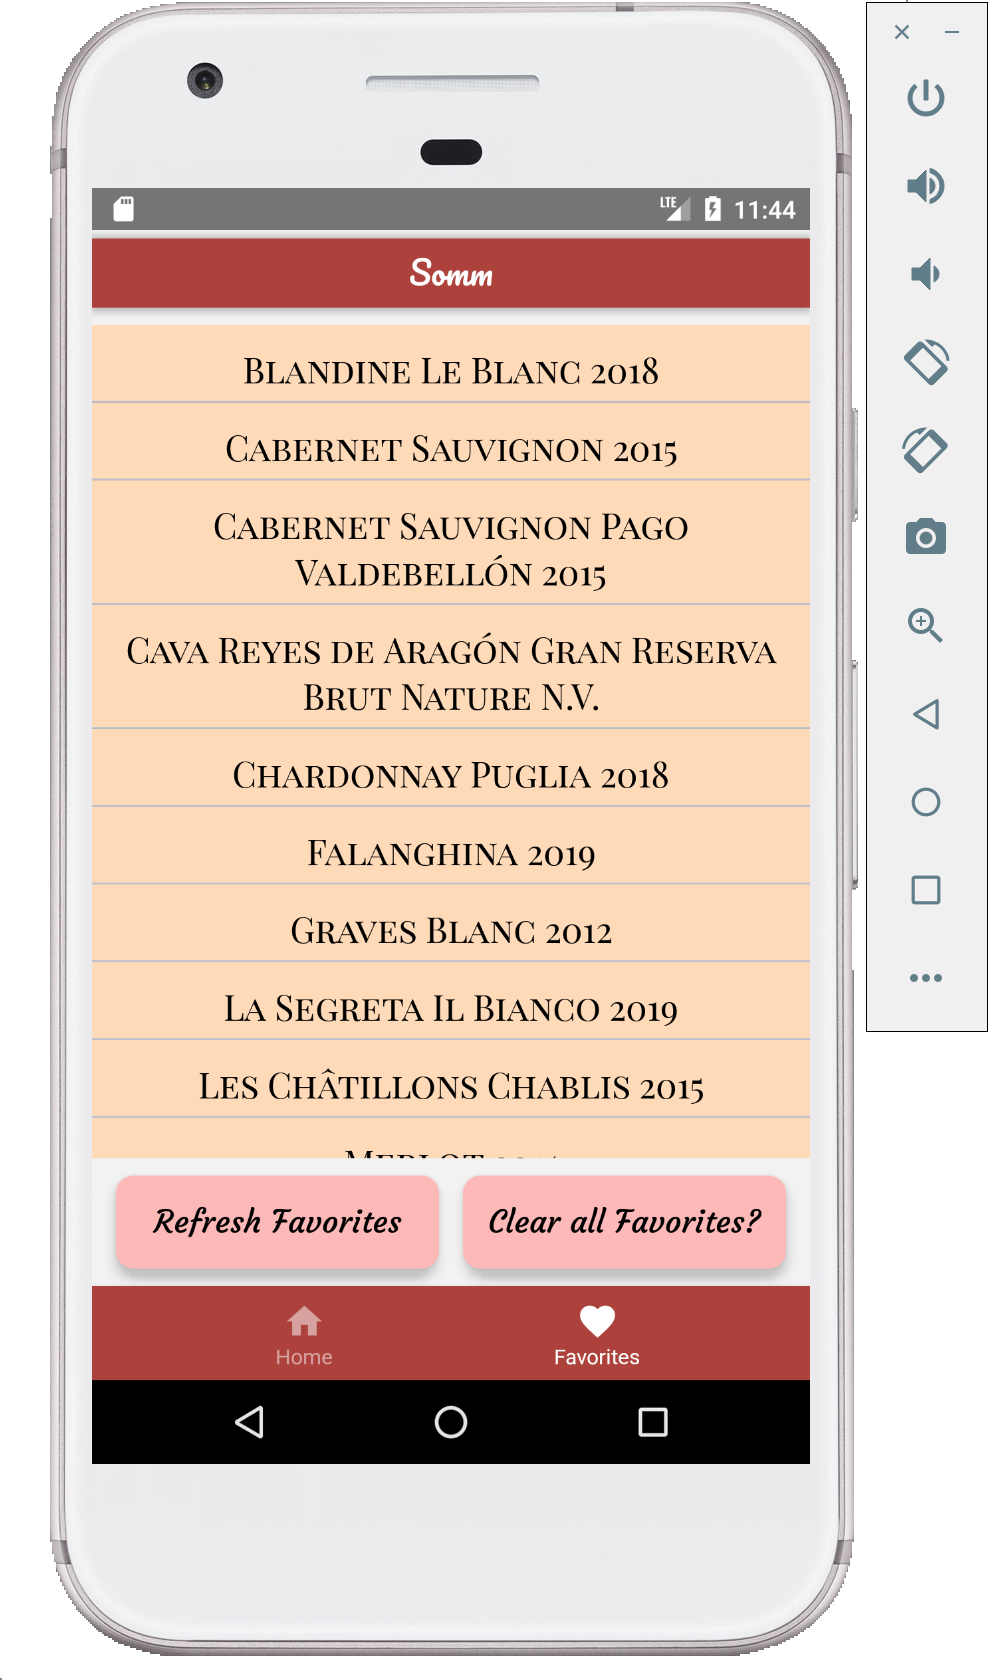 LTE 11:44
Somm
Blandine Le Blanc 2018
Cabernet Sauvignon 2015
Cabernet Sauvignon Pago
Valdebellón 2015
Cava Reyes de Aragón Gran Reserva
Brut Nature N.V.
Chardonnay Puglia 2018
Falanghina 2019
Graves Blanc 2012
La Segreta Il Bianco 2019
Les Châtillons Chablis 2015
Merlot
Refresh Favorites
Clear all Favorites?
Home
Favorites